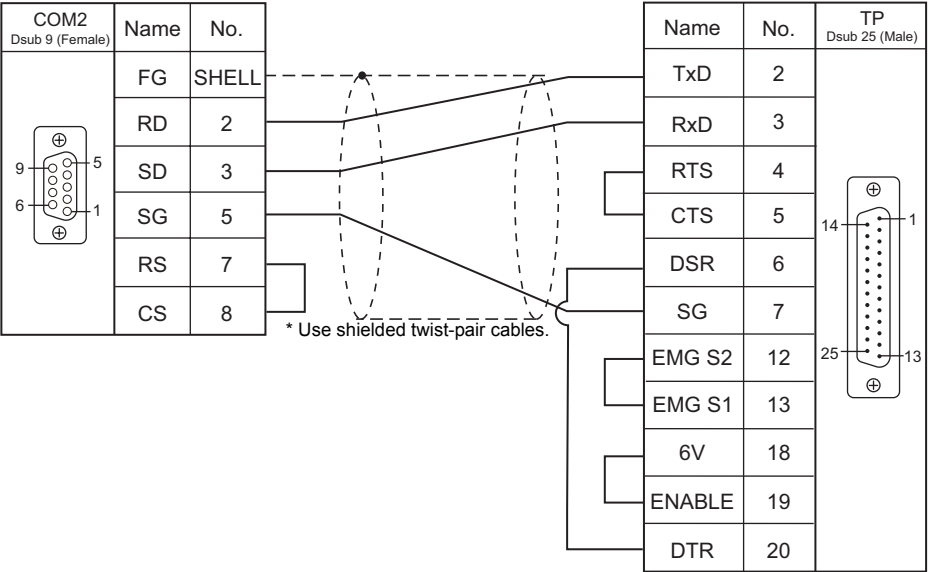 COM2
Dsub 9 (Female)
Name No.
FG SHELL
RD 2
SD 3
SG 5
RS 7
CS 8
9
5
6
1
* Use shielded twist-pair cables.
Name No.
TP
Dsub 25 (Male)
TxD 2
RxD 3
RTS 4
CTS 5
DSR 6
SG 7
EMG S2 12
EMG S1 13
6V 18
ENABLE 19
DTR 20
14
1
25
13